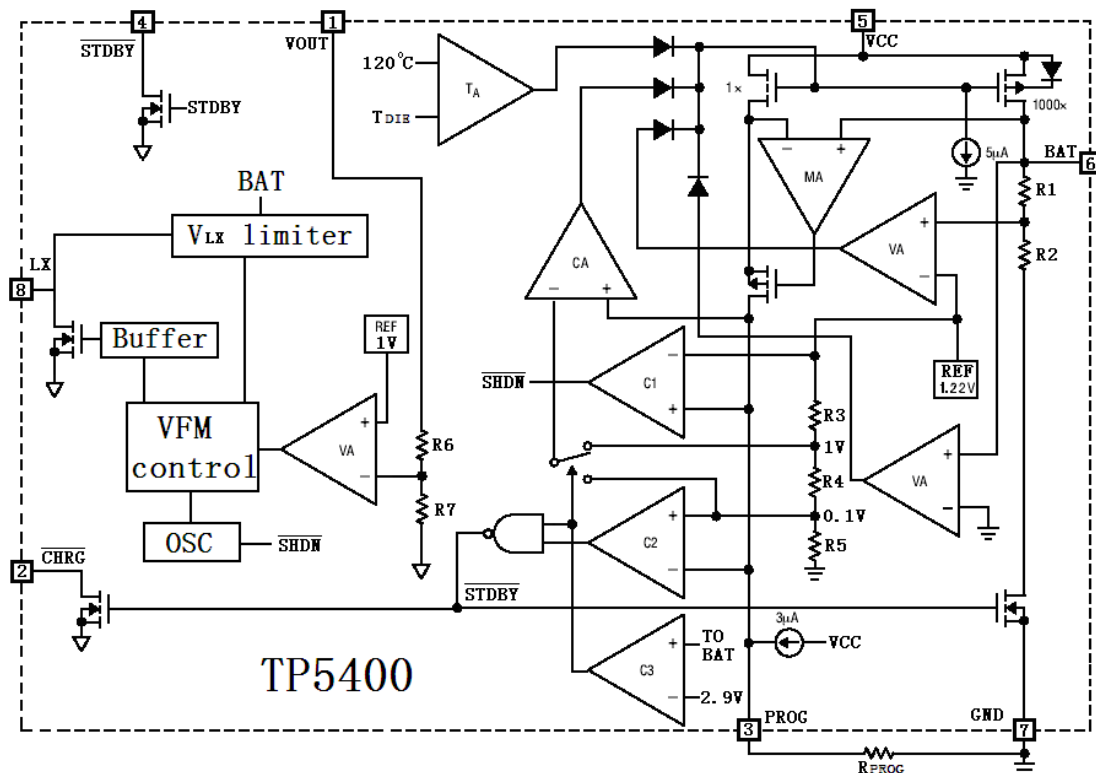 4
1
5
STDBY
VOUT
VCC
120°C
TA
TDIE
STDBY
1×
1000×
5µA
BAT
6
MA
R1
BAT
VLX limiter
VA
R2
LX
8
CA
Buffer
REF
1V
SHDN
C1
REF
1.22V
VFM
control
VA
R6
R3
1V
VA
R4
R7
0.1V
OSC
SHDN
C2
R5
CHRG
2
STDBY
3µA
VCC
TP5400
C3
TO
BAT
2.9V
3
PROG
GND
7
RPROG
+
−
+
−
−
+
−
+
+
−
+
−
+
−
+
−
+
−